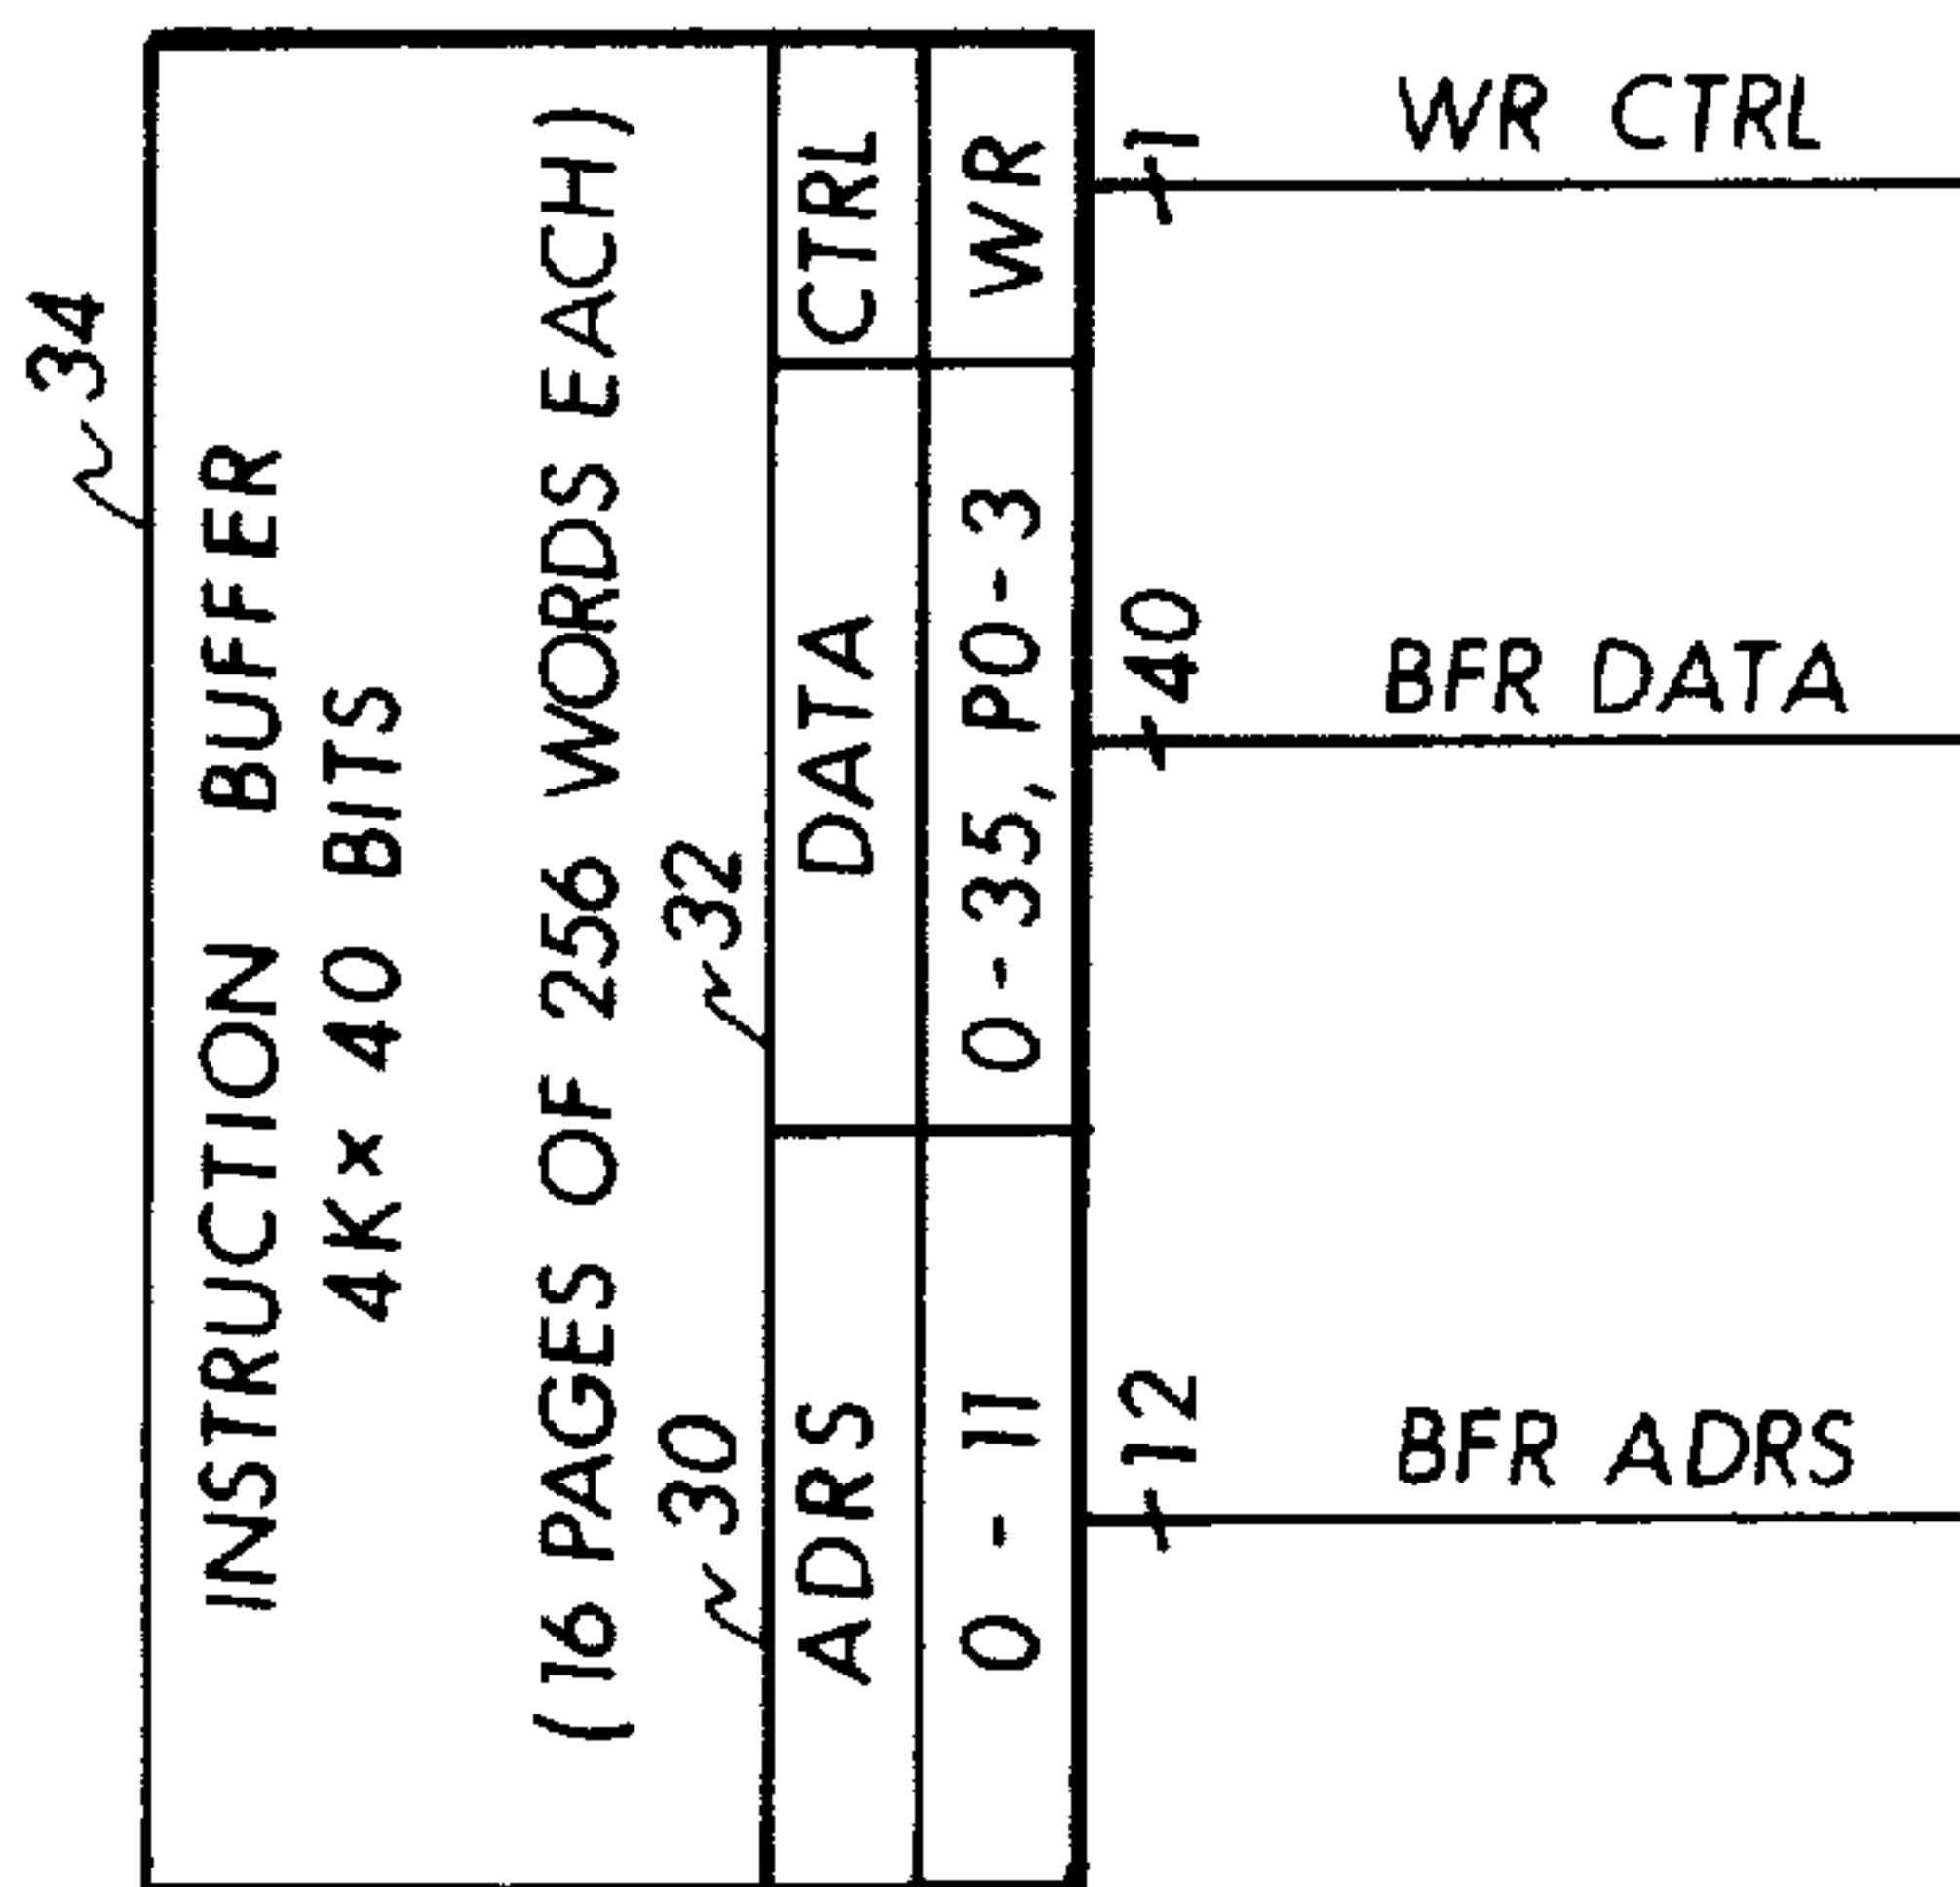 34
INSTRUCTION BUFFER
4K × 40 BITS
(16 PAGES OF 256 WORDS EACH)
30
32
ADRS
DATA
CTRL
0 - 11
0 - 35, P0 - 3
WR
1
WR CTRL
40
BFR DATA
12
BFR ADRS